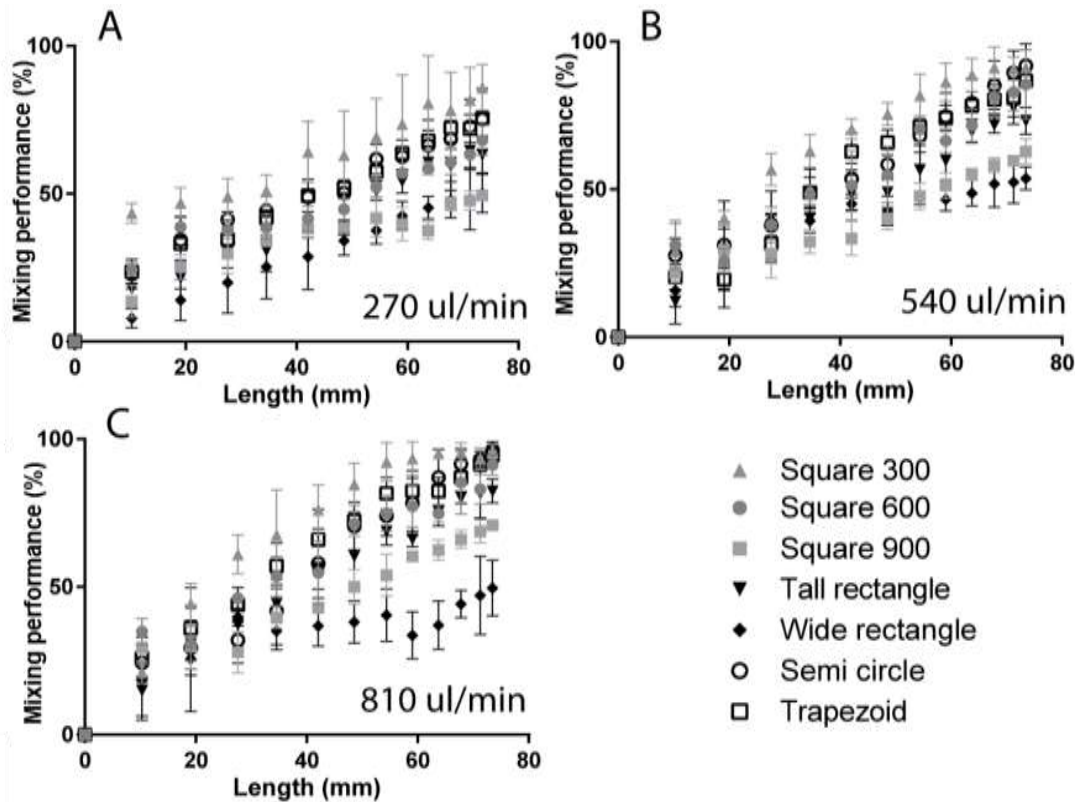 A
100
50
0
Mixing performance (%)
270 ul/min
0 20 40 60 80
Length (mm)
B
100
50
0
Mixing performance (%)
540 ul/min
0 20 40 60 80
Length (mm)
C
100
50
0
Mixing performance (%)
810 ul/min
0 20 40 60 80
Length (mm)
Square 300
Square 600
Square 900
Tall rectangle
Wide rectangle
Semi circle
Trapezoid